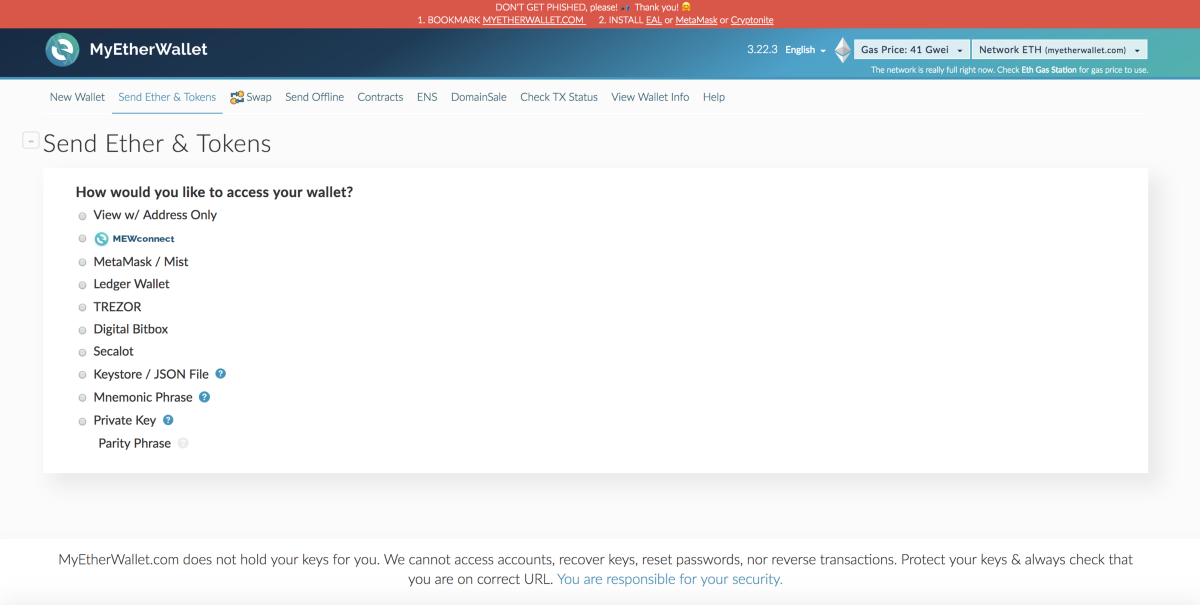 DON'T GET PHISHED, please! Thank you!
1. BOOKMARK MYETHERWALLET.COM 2. INSTALL EAL or MetaMask or Cryptonite
MyEtherWallet
3.22.3 English Gas Price: 41 Gwei Network ETH (myetherwallet.com)
The network is really full right now. Check Eth Gas Station for gas price to use.
New Wallet Send Ether & Tokens Swap Send Offline Contracts ENS DomainSale Check TX Status View Wallet Info Help
- Send Ether & Tokens
How would you like to access your wallet?
View w/ Address Only
MEWconnect
MetaMask / Mist
Ledger Wallet
TREZOR
Digital Bitbox
Secalot
Keystore / JSON File ?
Mnemonic Phrase ?
Private Key ?
Parity Phrase ?
MyEtherWallet.com does not hold your keys for you. We cannot access accounts, recover keys, reset passwords, nor reverse transactions. Protect your keys & always check that
you are on correct URL. You are responsible for your security.